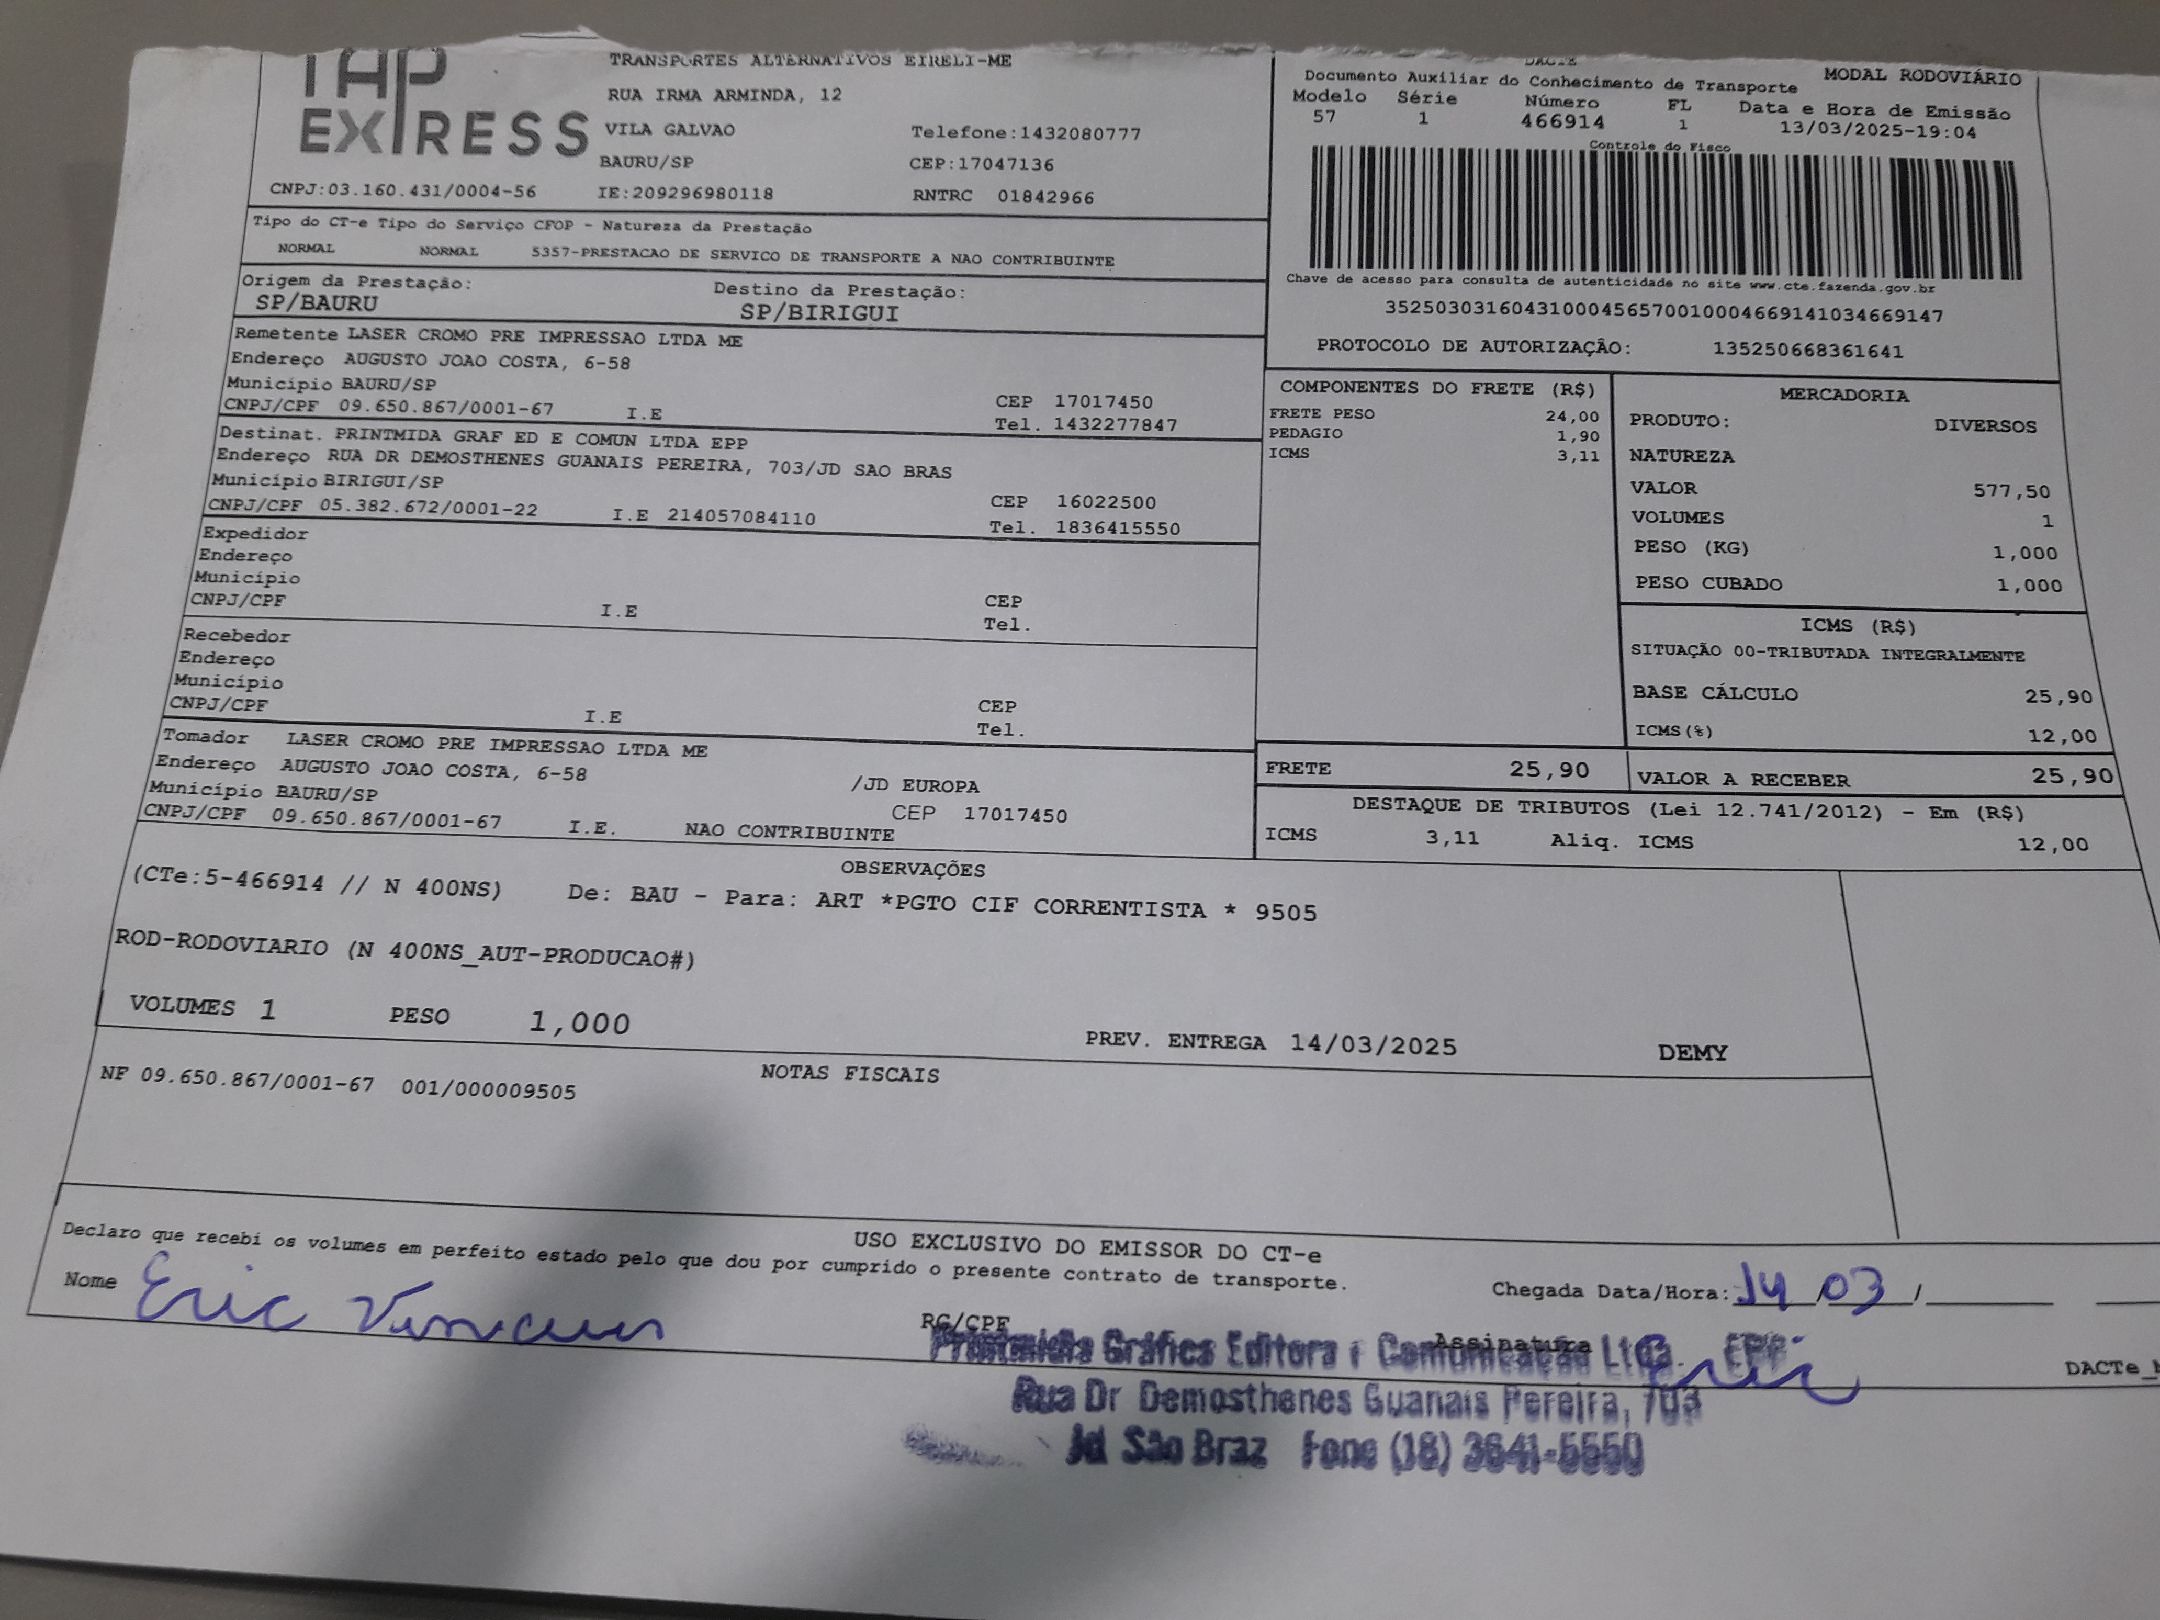 TAP
EXPRESS
TRANSPORTES ALTERNATIVOS EIRELI-ME
RUA IRMA ARMINDA, 12
VILA GALVAO Telefone:1432080777
BAURU/SP CEP:17047136
CNPJ:03.160.431/0004-56 IE:209296980118 RNTRC 01842966
DACTE MODAL RODOVIÁRIO
Documento Auxiliar do Conhecimento de Transporte
Modelo Série Número FL Data e Hora de Emissão
57 1 466914 1 13/03/2025-19:04
Controle do Fisco
Chave de acesso para consulta de autenticidade no site www.cte.fazenda.gov.br
35250303160431000456570010004669141034669147
PROTOCOLO DE AUTORIZAÇÂO: 135250668361641
Tipo do CT-e Tipo do Serviço CFOP - Natureza da Prestação
NORMAL NORMAL 5357-PRESTACAO DE SERVICO DE TRANSPORTE A NAO CONTRIBUINTE
Origem da Prestação: Destino da Prestação:
SP/BAURU SP/BIRIGUI
Remetente LASER CROMO PRE IMPRESSAO LTDA ME
Endereço AUGUSTO JOAO COSTA, 6-58
Município BAURU/SP CEP 17017450
CNPJ/CPF 09.650.867/0001-67 I.E Tel. 1432277847
Destinat. PRINTMIDA GRAF ED E COMUN LTDA EPP
Endereço RUA DR DEMOSTHENES GUANAIS PEREIRA, 703/JD SAO BRAS
Município BIRIGUI/SP CEP 16022500
CNPJ/CPF 05.382.672/0001-22 I.E 214057084110 Tel. 1836415550
Expedidor
Endereço
Município CEP
CNPJ/CPF I.E Tel.
Recebedor
Endereço
Município CEP
CNPJ/CPF I.E Tel.
Tomador LASER CROMO PRE IMPRESSAO LTDA ME
Endereço AUGUSTO JOAO COSTA, 6-58 /JD EUROPA
Município BAURU/SP CEP 17017450
CNPJ/CPF 09.650.867/0001-67 I.E. NAO CONTRIBUINTE
COMPONENTES DO FRETE (R$)
FRETE PESO 24,00
PEDAGIO 1,90
ICMS 3,11
MERCADORIA
PRODUTO: DIVERSOS
NATUREZA
VALOR 577,50
VOLUMES 1
PESO (KG) 1,000
PESO CUBADO 1,000
ICMS (R$)
SITUAÇÃO 00-TRIBUTADA INTEGRALMENTE
BASE CÁLCULO 25,90
ICMS(%) 12,00
FRETE 25,90 VALOR A RECEBER 25,90
DESTAQUE DE TRIBUTOS (Lei 12.741/2012) - Em (R$)
ICMS 3,11 Aliq. ICMS 12,00
OBSERVAÇÕES
(CTe:5-466914 // N 400NS) De: BAU - Para: ART *PGTO CIF CORRENTISTA * 9505
ROD-RODOVIARIO (N 400NS_AUT-PRODUCAO#)
VOLUMES 1 PESO 1,000 PREV. ENTREGA 14/03/2025 DEMY
NOTAS FISCAIS
NF 09.650.867/0001-67 001/000009505
USO EXCLUSIVO DO EMISSOR DO CT-e
Declaro que recebi os volumes em perfeito estado pelo que dou por cumprido o presente contrato de transporte.
Nome Eric RG/CPF Chegada Data/Hora: 14/03/
Assinatura Eric
DACTe_
Printmidia Gráfica Editora e Comunicação Ltda. EPP
Rua Dr Demosthenes Guanais Pereira, 703
Jd São Braz Fone (18) 3641-5550